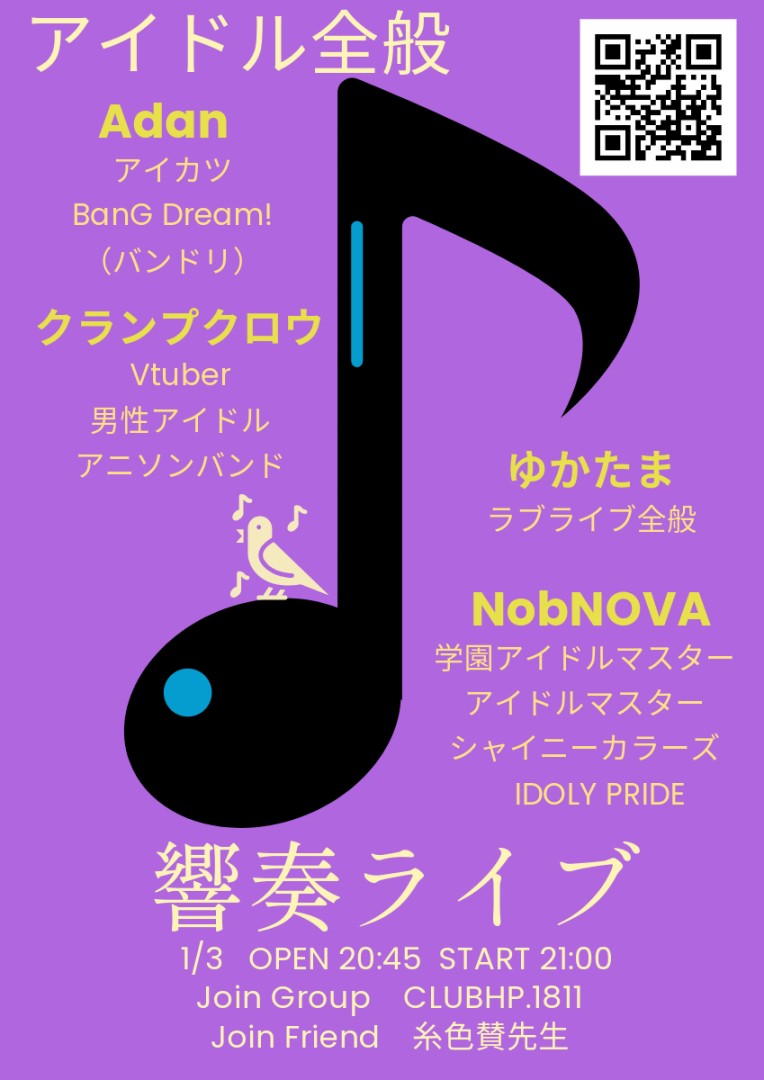 アイドル全般
Adan
アイカツ
BanG Dream!
（バンドリ）
クランプクロウ
Vtuber
男性アイドル
アニソンバンド
ゆかたま
ラブライブ全般
NobNOVA
学園アイドルマスター
アイドルマスター
シャイニーカラーズ
IDOLY PRIDE
響奏ライブ
1/3 OPEN 20:45 START 21:00
Join Group CLUBHP.1811
Join Friend 糸色賛先生